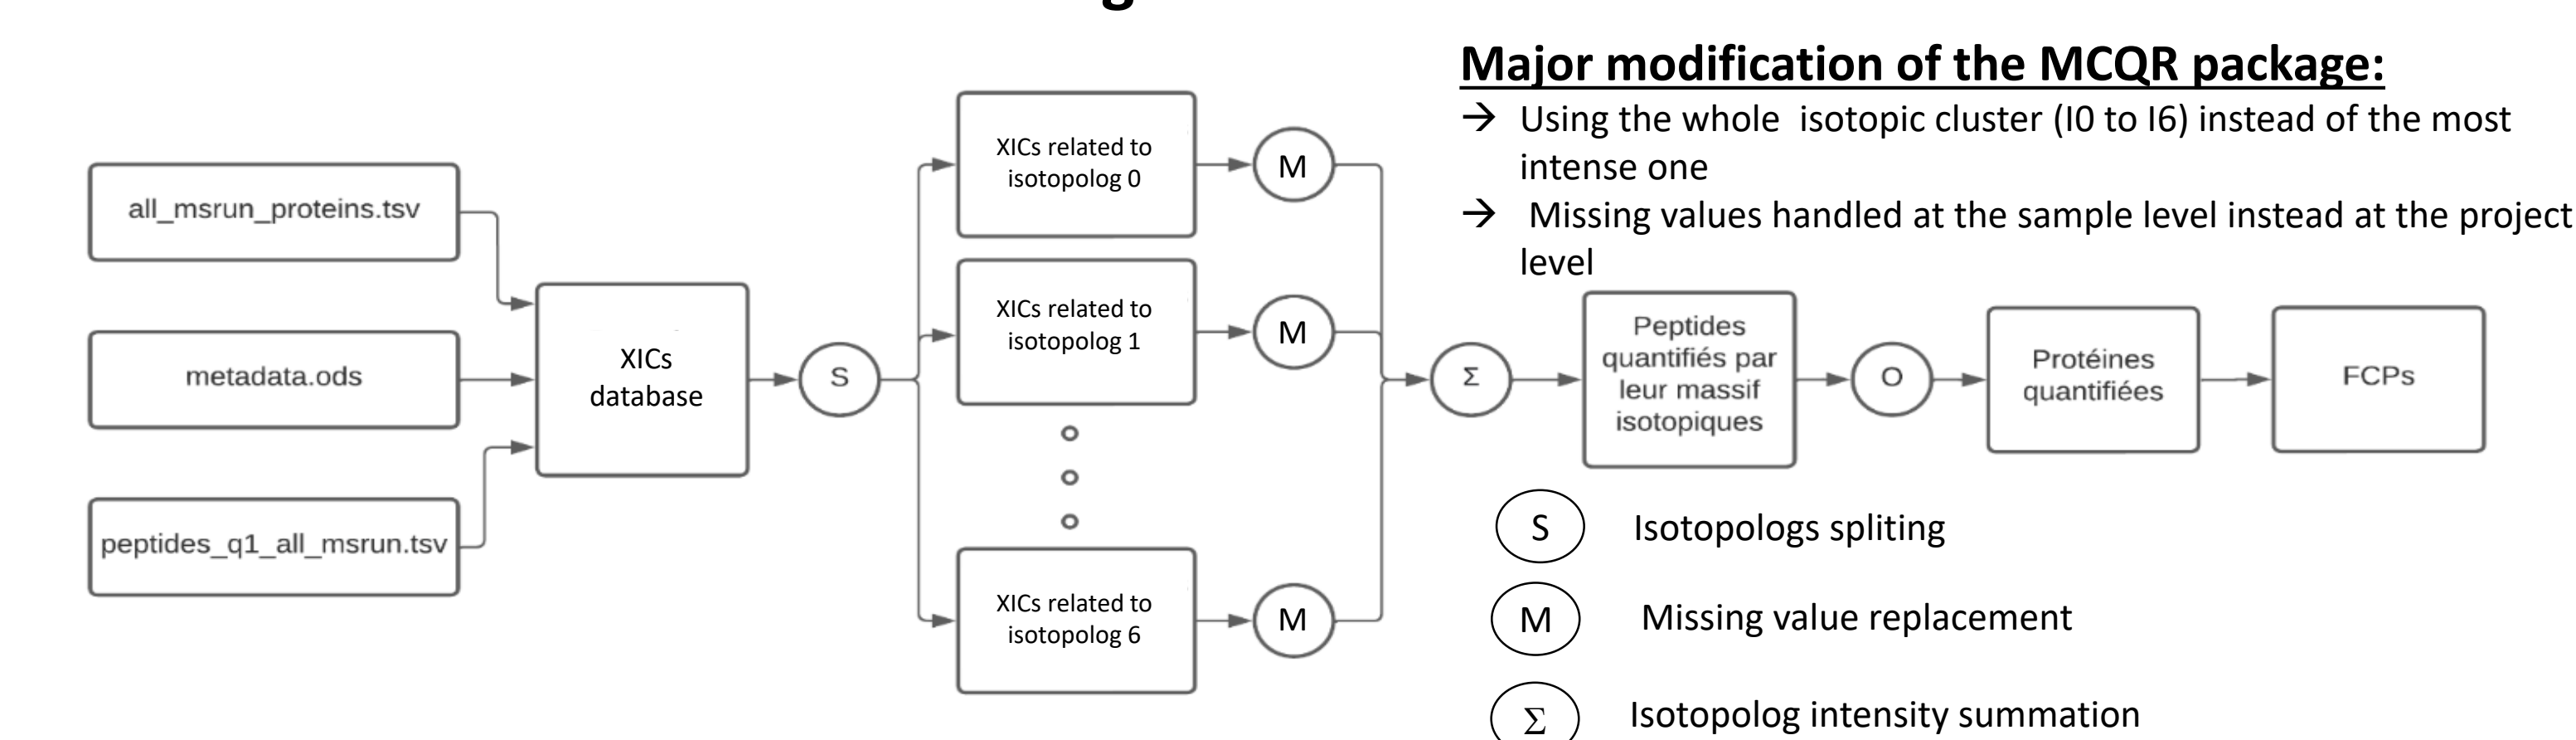 Major modification of the MCQR package:
→ Using the whole isotopic cluster (I0 to I6) instead of the most
intense one
→ Missing values handled at the sample level instead at the project
level
all_msrun_proteins.tsv
metadata.ods
peptides_q1_all_msrun.tsv
XICs
database
S
XICs related to
isotopolog 0
M
XICs related to
isotopolog 1
M
XICs related to
isotopolog 6
M
Σ
Peptides
quantifiés par
leur massif
isotopiques
O
Protéines
quantifiées
FCPs
S Isotopologs spliting
M Missing value replacement
Σ Isotopolog intensity summation